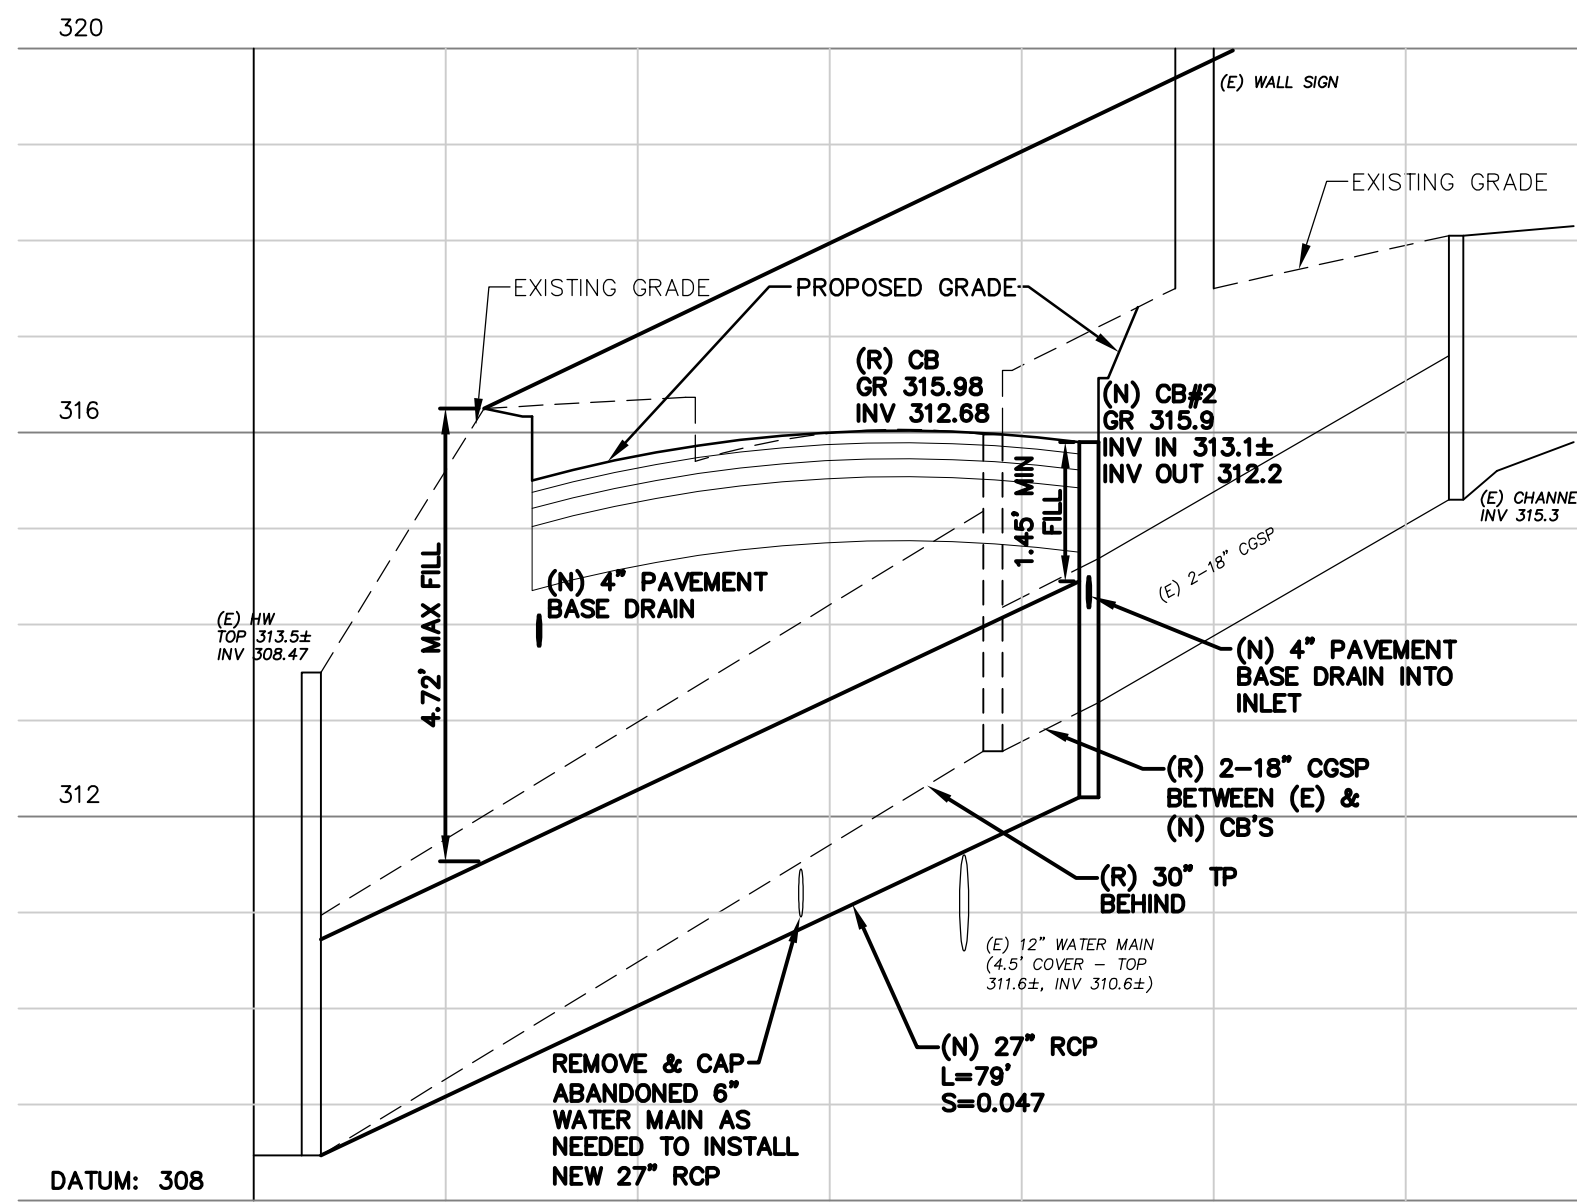 320
(E) WALL SIGN
EXISTING GRADE
EXISTING GRADE
PROPOSED GRADE
(R) CB
GR 315.98
INV 312.68
316
(N) CB#2
GR 315.9
INV IN 313.1±
INV OUT 312.2
1.45' MIN
FILL
(E) CHANNE
INV 315.3
(E) 2-18" CGSP
4.72' MAX FILL
(N) 4" PAVEMENT
BASE DRAIN
(E) HW
TOP 313.5±
INV 308.47
(N) 4" PAVEMENT
BASE DRAIN INTO
INLET
312
(R) 2-18" CGSP
BETWEEN (E) &
(N) CB'S
(R) 30" TP
BEHIND
(E) 12" WATER MAIN
(4.5' COVER - TOP
311.6±, INV 310.6±)
(N) 27" RCP
L=79'
S=0.047
REMOVE & CAP
ABANDONED 6"
WATER MAIN AS
NEEDED TO INSTALL
NEW 27" RCP
DATUM: 308